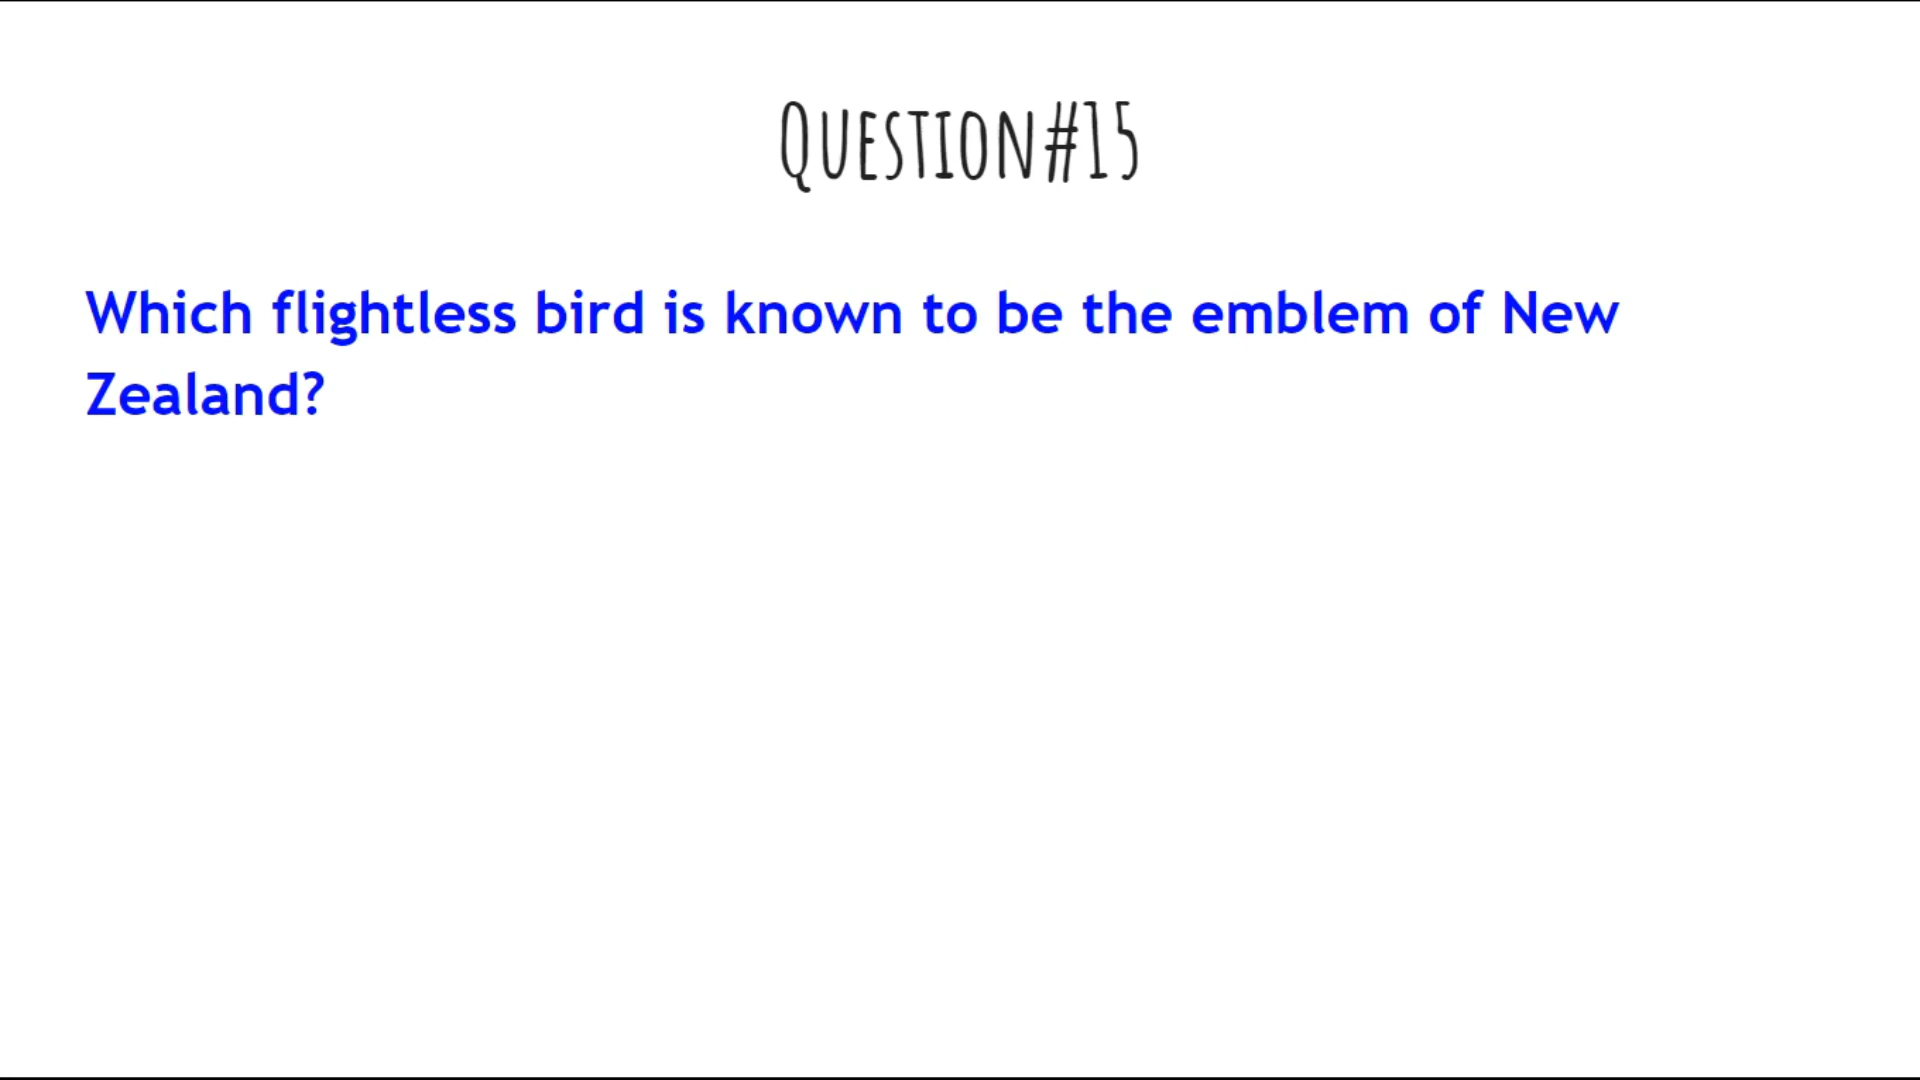 Question#15
Which flightless bird is known to be the emblem of New
Zealand?